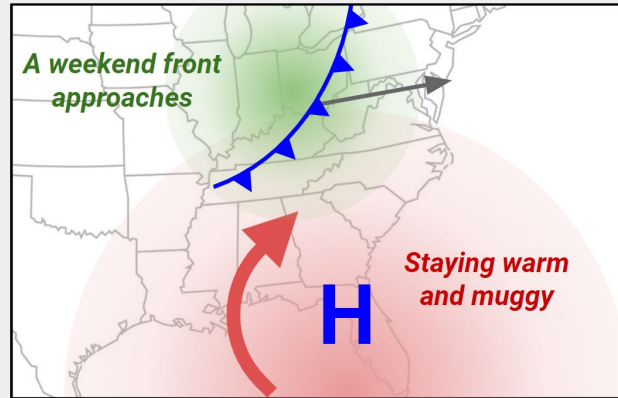 A weekend front
approaches
Staying warm
and muggy
H